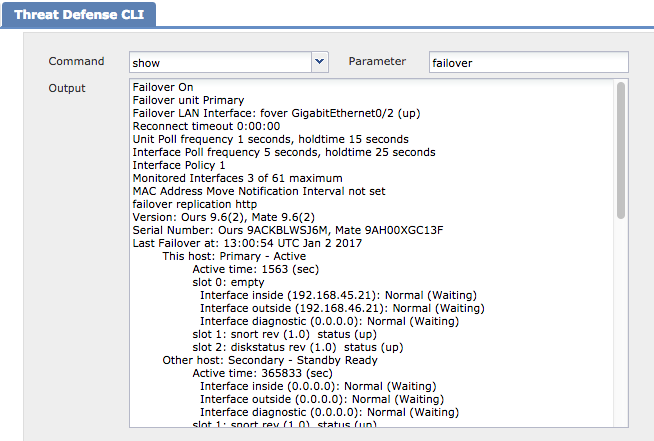 Threat Defense CLI
Command show Parameter failover
Output
Failover On
Failover unit Primary
Failover LAN Interface: fover GigabitEthernet0/2 (up)
Reconnect timeout 0:00:00
Unit Poll frequency 1 seconds, holdtime 15 seconds
Interface Poll frequency 5 seconds, holdtime 25 seconds
Interface Policy 1
Monitored Interfaces 3 of 61 maximum
MAC Address Move Notification Interval not set
failover replication http
Version: Ours 9.6(2), Mate 9.6(2)
Serial Number: Ours 9ACKBLWSJ6M, Mate 9AH00XGC13F
Last Failover at: 13:00:54 UTC Jan 2 2017
This host: Primary - Active
Active time: 1563 (sec)
slot 0: empty
Interface inside (192.168.45.21): Normal (Waiting)
Interface outside (192.168.46.21): Normal (Waiting)
Interface diagnostic (0.0.0.0): Normal (Waiting)
slot 1: snort rev (1.0) status (up)
slot 2: diskstatus rev (1.0) status (up)
Other host: Secondary - Standby Ready
Active time: 365833 (sec)
Interface inside (0.0.0.0): Normal (Waiting)
Interface outside (0.0.0.0): Normal (Waiting)
Interface diagnostic (0.0.0.0): Normal (Waiting)
slot 1: snort rev (1.0) status (up)